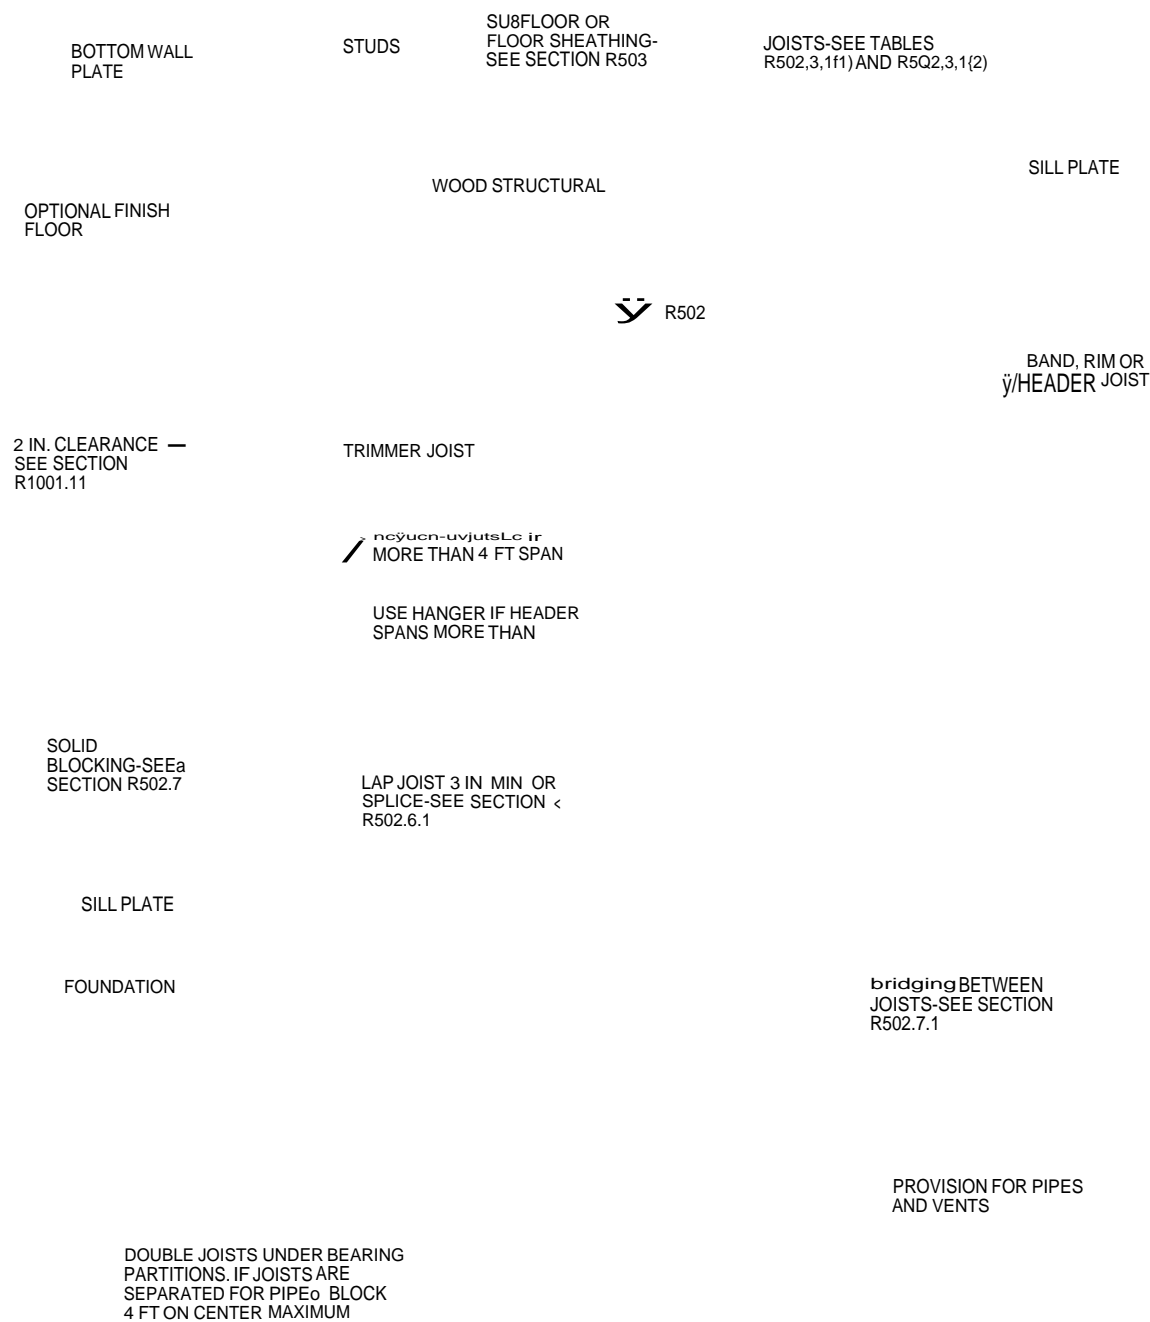 BOTTOM WALL
PLATE
STUDS
SU8FLOOR OR
FLOOR SHEATHING-
SEE SECTION R503
JOISTS-SEE TABLES
R502,3,1f1) AND R5Q2,3,1{2)
SILL PLATE
WOOD STRUCTURAL
OPTIONAL FINISH
FLOOR
ÿ R502
BAND, RIM OR
ÿ/HEADER JOIST
2 IN. CLEARANCE —
SEE SECTION
R1001.11
TRIMMER JOIST
ncÿucn-uvjutsLc ir
/ MORE THAN 4 FT SPAN
USE HANGER IF HEADER
SPANS MORE THAN
SOLID
BLOCKING-SEEa
SECTION R502.7
LAP JOIST 3 IN MIN OR
SPLICE-SEE SECTION <
R502.6.1
SILL PLATE
FOUNDATION
bridging BETWEEN
JOISTS-SEE SECTION
R502.7.1
PROVISION FOR PIPES
AND VENTS
DOUBLE JOISTS UNDER BEARING
PARTITIONS. IF JOISTS ARE
SEPARATED FOR PIPEo BLOCK
4 FT ON CENTER MAXIMUM